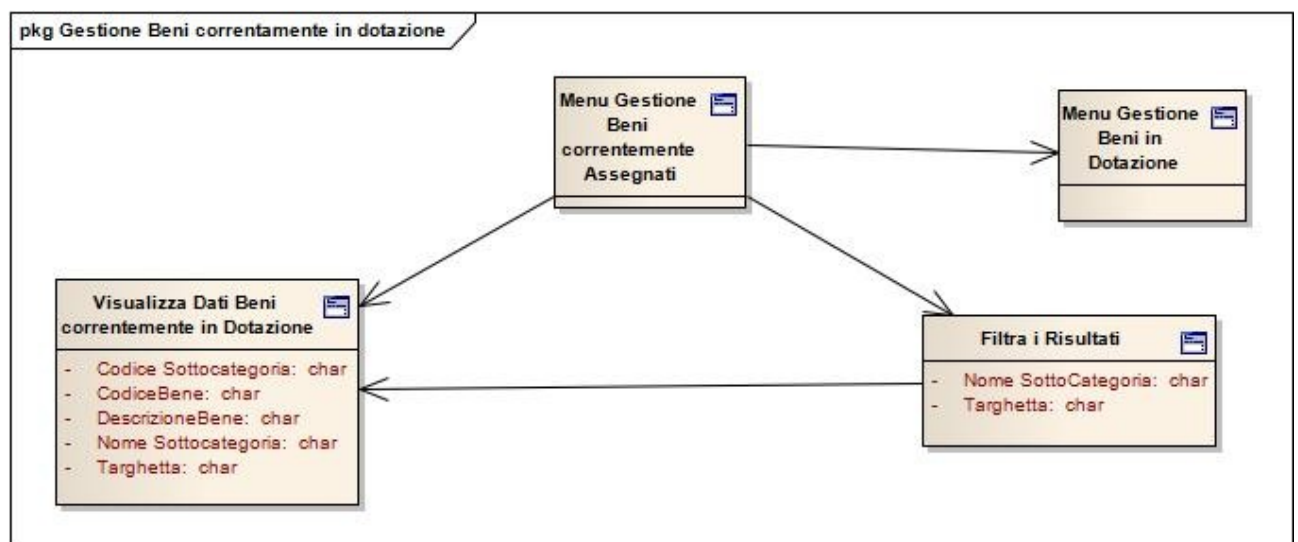 pkg Gestione Beni correntamente in dotazione
Menu Gestione
Beni
correntemente
Assegnati
Menu Gestione
Beni in
Dotazione
Visualizza Dati Beni
correntemente in Dotazione
- Codice Sottocategoria: char
- CodiceBene: char
- DescrizioneBene: char
- Nome Sottocategoria: char
- Targhetta: char
Filtra i Risultati
- Nome SottoCategoria: char
- Targhetta: char